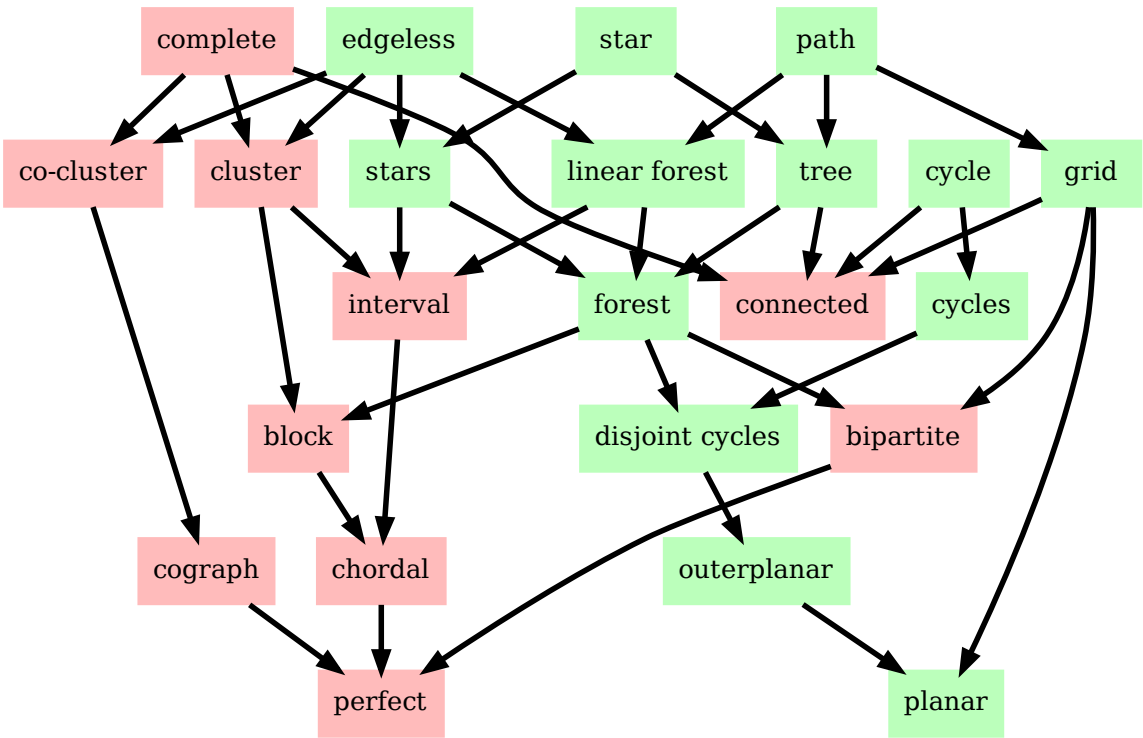 complete
edgeless
star
path
co-cluster
cluster
stars
linear forest
tree
cycle
grid
interval
forest
connected
cycles
block
disjoint cycles
bipartite
cograph
chordal
outerplanar
perfect
planar